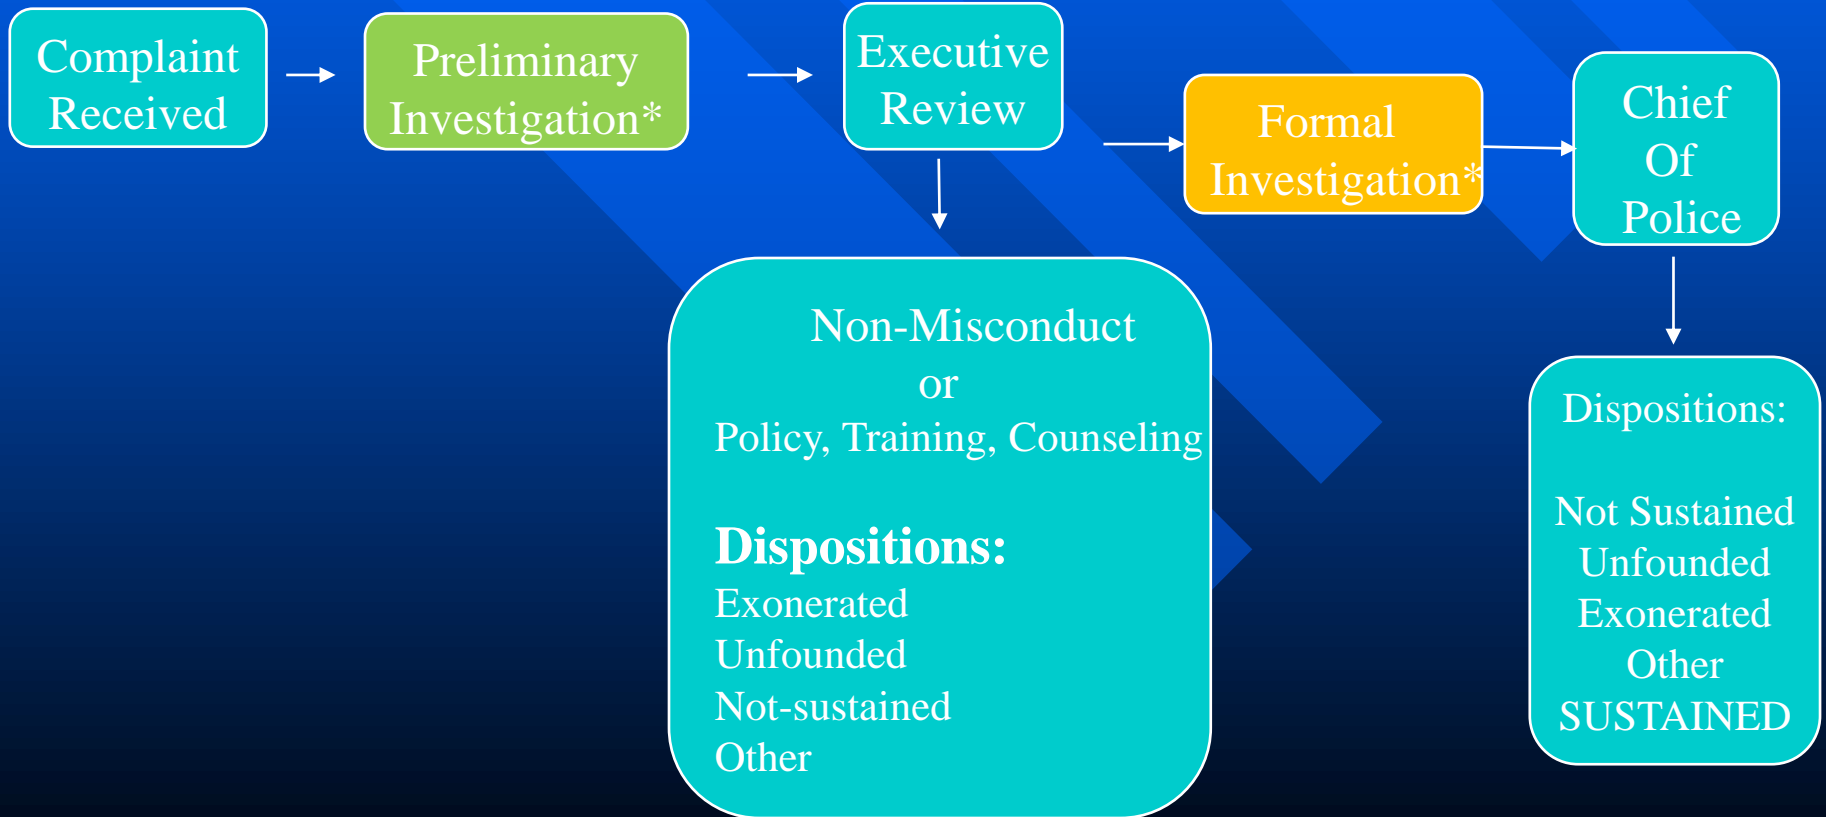 Complaint
Received
Preliminary
Investigation*
Executive
Review
Formal
Investigation*
Chief
Of
Police
Non-Misconduct
or
Policy, Training, Counseling
Dispositions:
Exonerated
Unfounded
Not-sustained
Other
Dispositions:
Not Sustained
Unfounded
Exonerated
Other
SUSTAINED